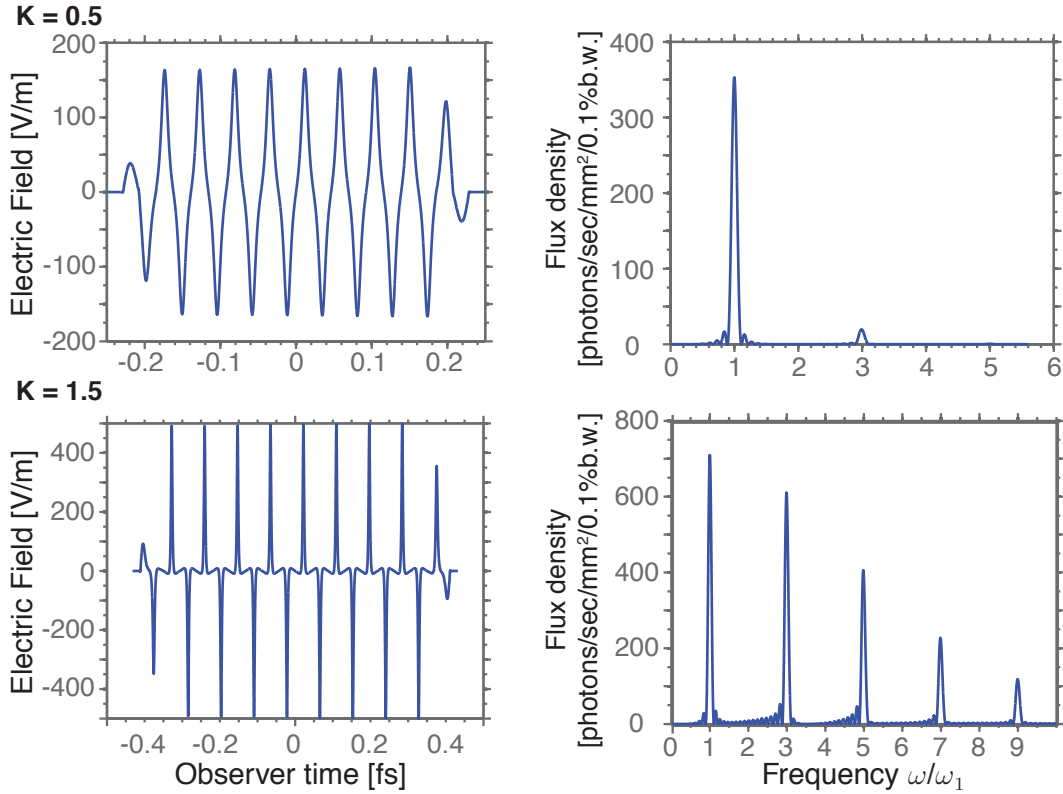 K = 0.5
Electric Field [V/m]
200
100
0
-100
-200
-0.2 -0.1 0 0.1 0.2
Flux density
[photons/sec/mm²/0.1%b.w.]
400
300
200
100
0
0 1 2 3 4 5 6
K = 1.5
Electric Field [V/m]
400
200
0
-200
-400
-0.4 -0.2 0 0.2 0.4
Observer time [fs]
Flux density
[photons/sec/mm²/0.1%b.w.]
800
600
400
200
0
0 1 2 3 4 5 6 7 8 9
Frequency ω/ω₁